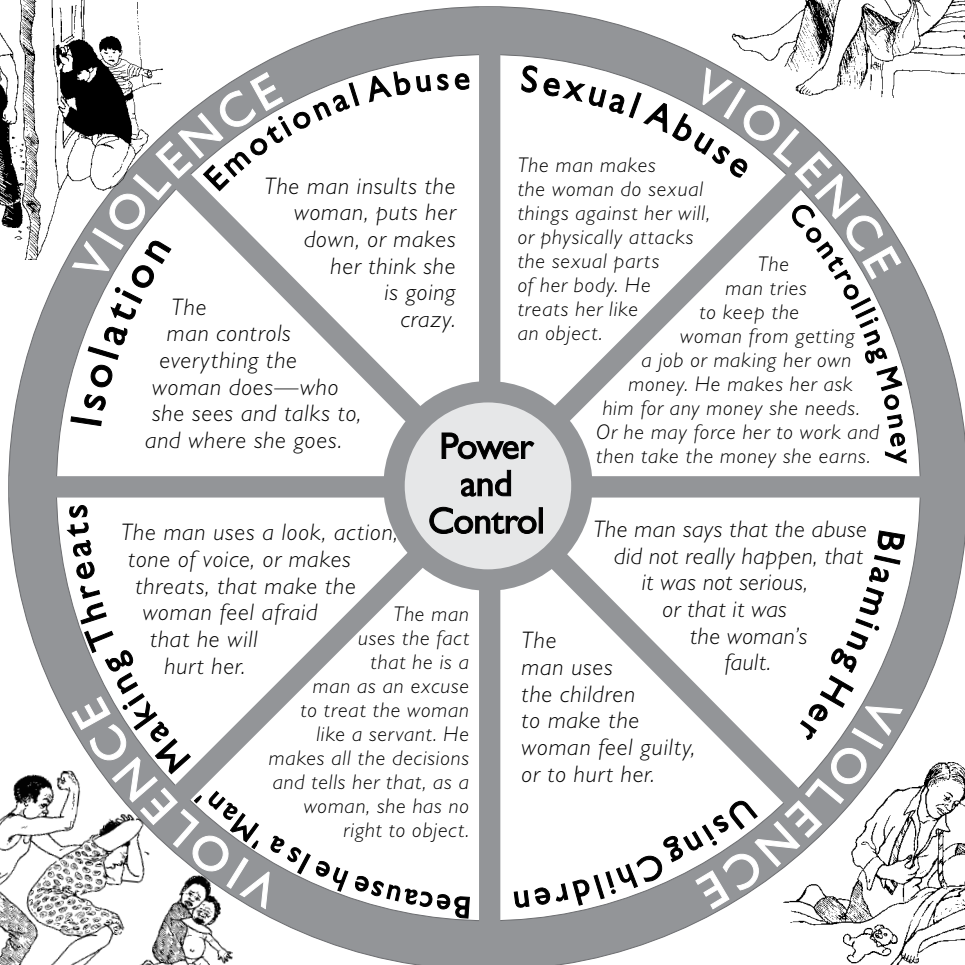 VIOLENCE
VIOLENCE
Emotional Abuse
The man insults the
woman, puts her
down, or makes
her think she
is going
crazy.
Sexual Abuse
The man makes
the woman do sexual
things against her will,
or physically attacks
the sexual parts
of her body. He
treats her like
an object.
Isolation
The
man controls
everything the
woman does—who
she sees and talks to,
and where she goes.
Controlling Money
The
man tries
to keep the
woman from getting
a job or making her own
money. He makes her ask
him for any money she needs.
Or he may force her to work and
then take the money she earns.
Power
and
Control
Making Threats
The man uses a look, action,
tone of voice, or makes
threats, that make the
woman feel afraid
that he will
hurt her.
Blaming Her
The man says that the abuse
did not really happen, that
it was not serious,
or that it was
the woman’s
fault.
Because he Is a ‘Man’
The man
uses the fact
that he is a
man as an excuse
to treat the woman
like a servant. He
makes all the decisions
and tells her that, as a
woman, she has no
right to object.
Using Children
The
man uses
the children
to make the
woman feel guilty,
or to hurt her.
VIOLENCE
VIOLENCE